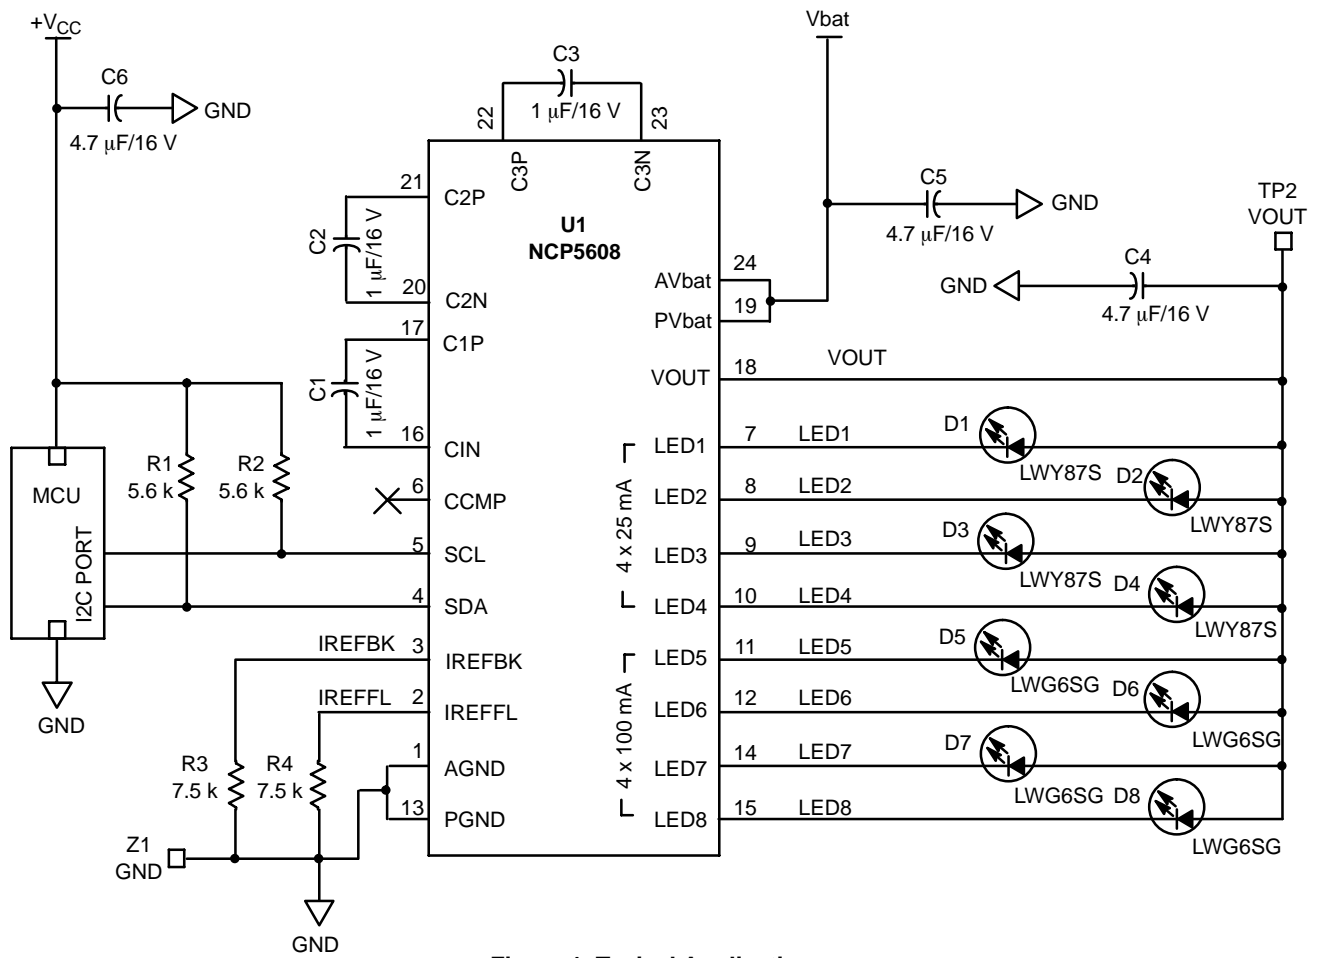 +VCC
Vbat
C6
GND
4.7 µF/16 V
C3
1 µF/16 V
22
23
C3P
C3N
21
C2P
C2
1 µF/16 V
20
C2N
17
C1P
C1
1 µF/16 V
16
CIN
6
CCMP
5
SCL
4
SDA
IREFBK
3
IREFBK
IREFFL
2
IREFFL
1
AGND
13
PGND
U1
NCP5608
C5
GND
4.7 µF/16 V
TP2
VOUT
C4
GND
4.7 µF/16 V
AVbat
24
PVbat
19
VOUT
18
VOUT
4 x 25 mA
LED1
7
LED1
D1
LWY87S
LED2
8
LED2
D2
LWY87S
LED3
9
LED3
D3
LWY87S
LED4
10
LED4
D4
LWY87S
4 x 100 mA
LED5
11
LED5
D5
LWG6SG
LED6
12
LED6
D6
LWG6SG
LED7
14
LED7
D7
LWG6SG
LED8
15
LED8
D8
LWG6SG
MCU
I2C PORT
GND
R1
5.6 k
R2
5.6 k
R3
7.5 k
R4
7.5 k
Z1
GND
GND